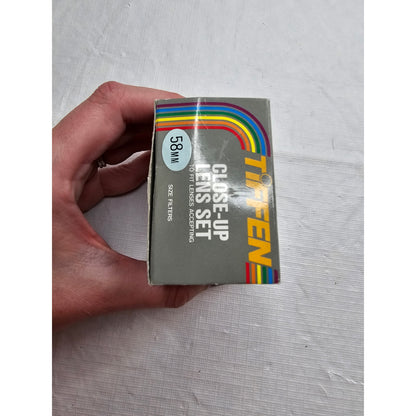 TIFFEN
CLOSE-UP
LENS SET
TO FIT LENSES ACCEPTING
58MM
SIZE FILTERS